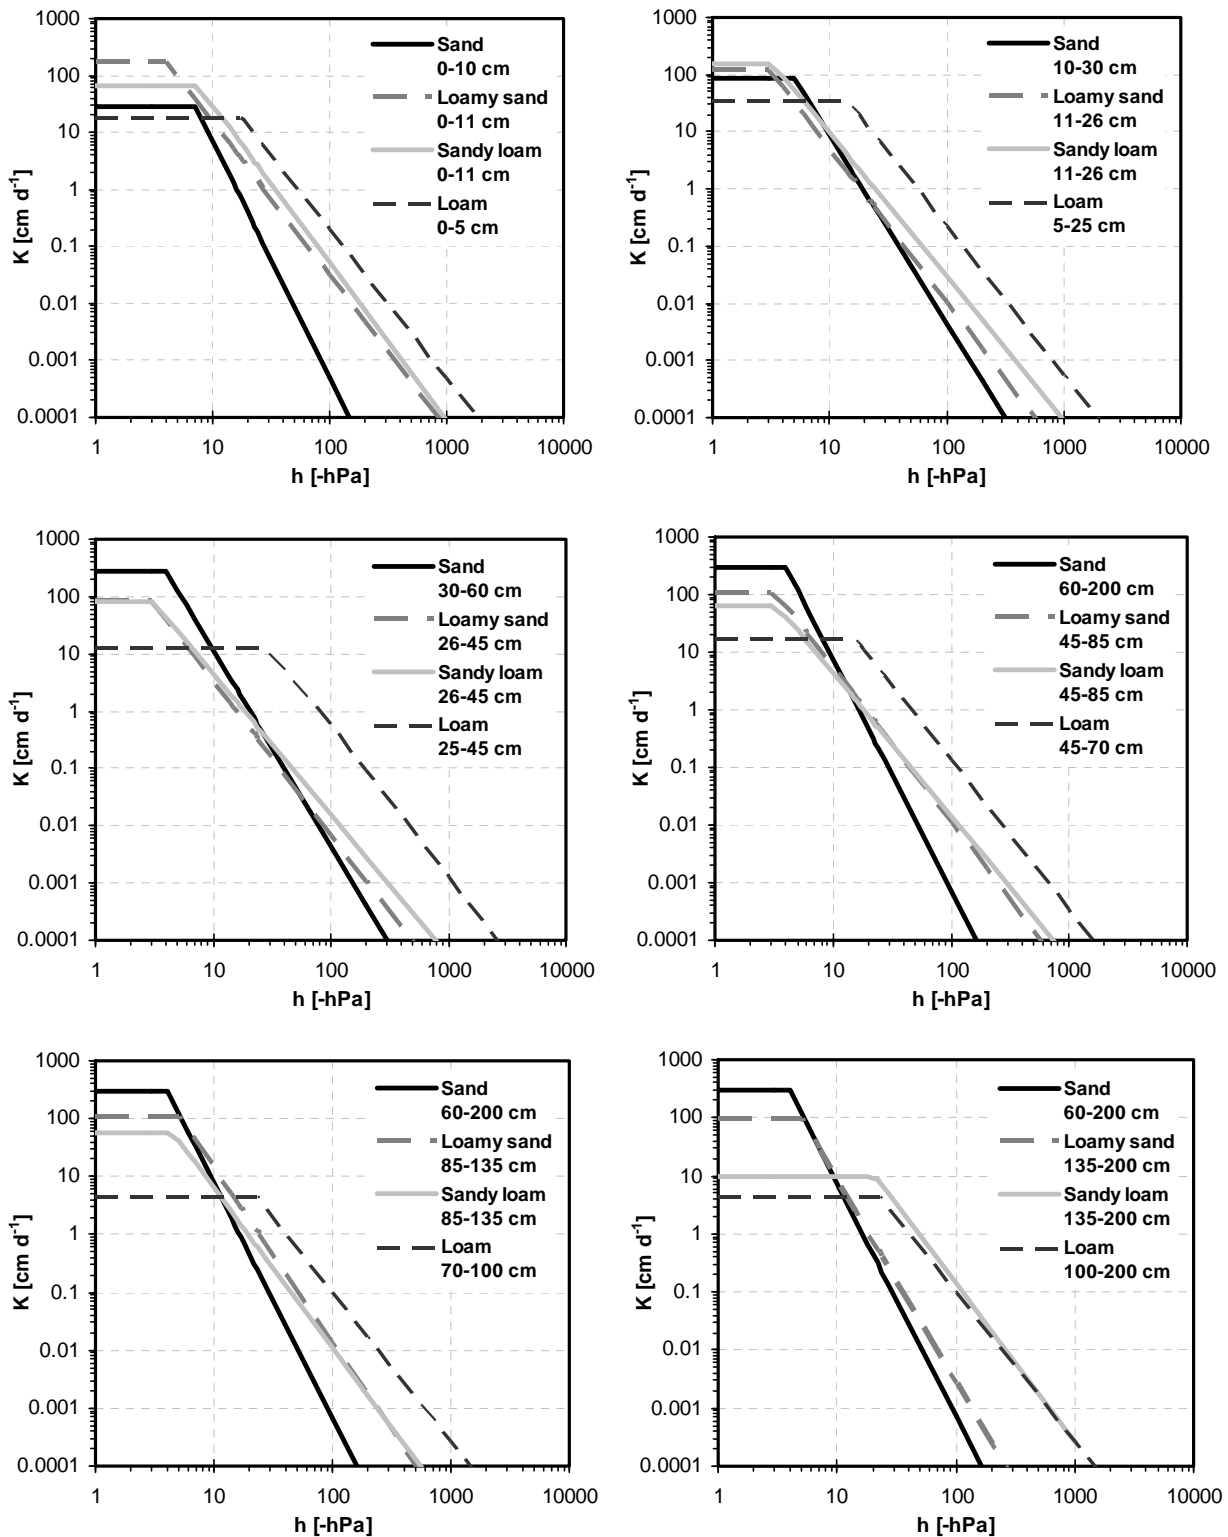 1000
100
10
1
0.1
0.01
0.001
0.0001
K [cm d-1]
1 10 100 1000 10000
h [-hPa]
Sand
0-10 cm
Loamy sand
0-11 cm
Sandy loam
0-11 cm
Loam
0-5 cm
1000
100
10
1
0.1
0.01
0.001
0.0001
K [cm d-1]
1 10 100 1000 10000
h [-hPa]
Sand
10-30 cm
Loamy sand
11-26 cm
Sandy loam
11-26 cm
Loam
5-25 cm
1000
100
10
1
0.1
0.01
0.001
0.0001
K [cm d-1]
1 10 100 1000 10000
h [-hPa]
Sand
30-60 cm
Loamy sand
26-45 cm
Sandy loam
26-45 cm
Loam
25-45 cm
1000
100
10
1
0.1
0.01
0.001
0.0001
K [cm d-1]
1 10 100 1000 10000
h [-hPa]
Sand
60-200 cm
Loamy sand
45-85 cm
Sandy loam
45-85 cm
Loam
45-70 cm
1000
100
10
1
0.1
0.01
0.001
0.0001
K [cm d-1]
1 10 100 1000 10000
h [-hPa]
Sand
60-200 cm
Loamy sand
85-135 cm
Sandy loam
85-135 cm
Loam
70-100 cm
1000
100
10
1
0.1
0.01
0.001
0.0001
K [cm d-1]
1 10 100 1000 10000
h [-hPa]
Sand
60-200 cm
Loamy sand
135-200 cm
Sandy loam
135-200 cm
Loam
100-200 cm